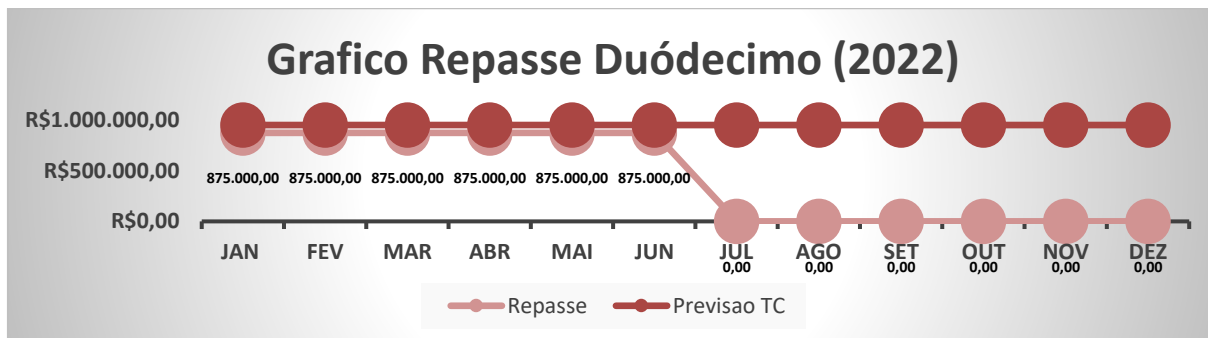 Grafico Repasse Duódecimo (2022)
R$1.000.000,00
R$500.000,00
875.000,00 875.000,00 875.000,00 875.000,00 875.000,00 875.000,00
R$0,00
JAN FEV MAR ABR MAI JUN JUL AGO SET OUT NOV DEZ
0,00 0,00 0,00 0,00 0,00 0,00
Repasse Previsao TC